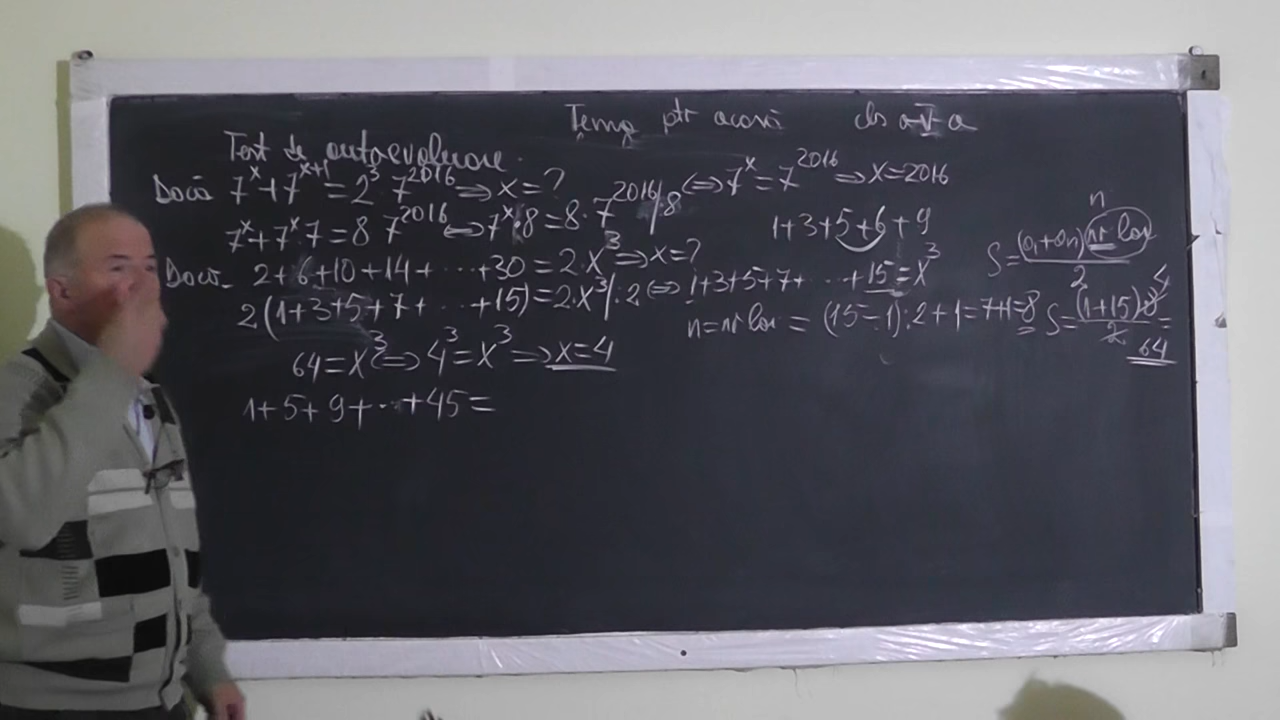 Temă ptr acasă cls a V a
Test de autoevaluare.
Dacă 7^x+7^{x+1}=2^3·7^{2016} ⇒ x=? ⇔ 7^x=7^{2016} ⇒ x=2016
7^x+7^x·7=8·7^{2016} ⇔ 7^x·8=8·7^{2016}/:8
1+3+5+6+9
S=(a1+an)·nr lor/2
n
Dacă 2+6+10+14+...+30=2·x^3 ⇒ x=?
2(1+3+5+7+...+15)=2·x^3/:2 ⇔ 1+3+5+7+...+15=x^3
n=nr lor=(15-1):2+1=7+1=8 S=(1+15)·8/2=64
4
64=x^3 ⇔ 4^3=x^3 ⇒ x=4
1+5+9+...+45=